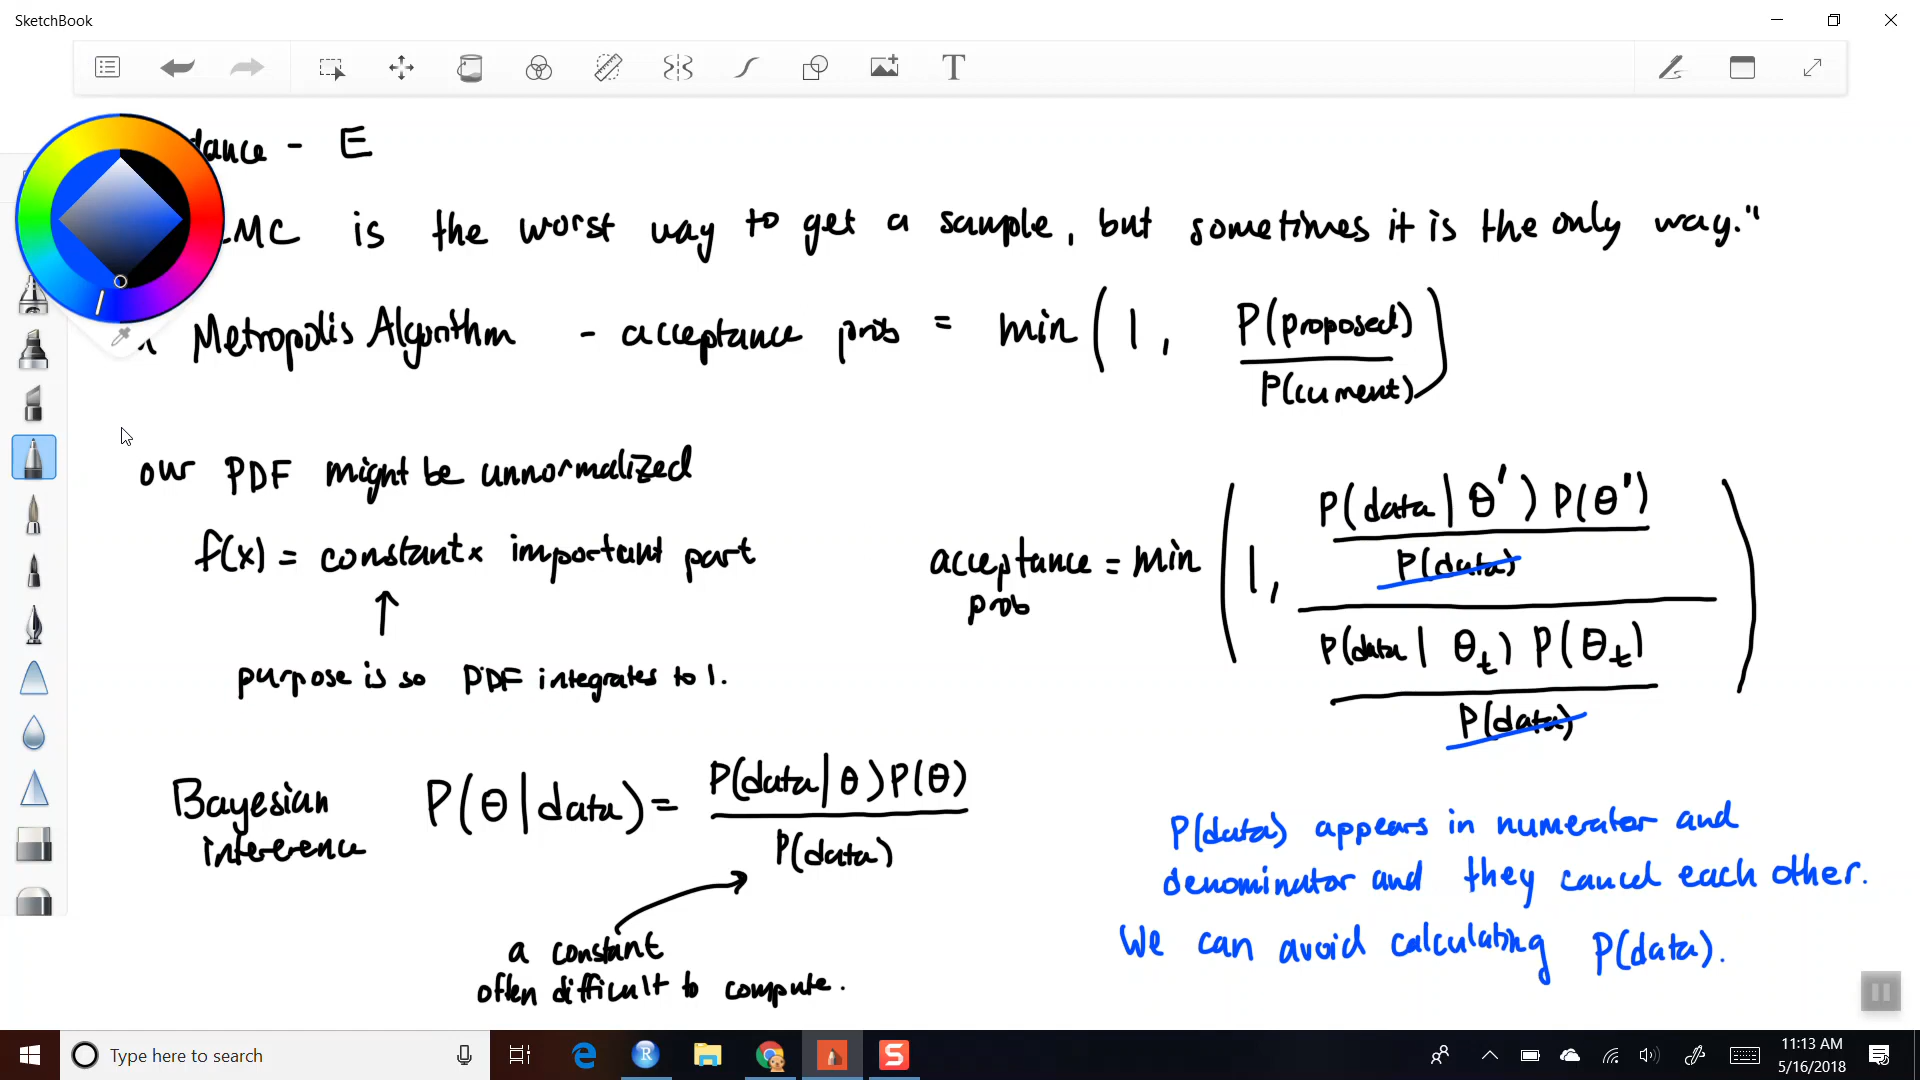 SketchBook
dance - E
MC is the worst way to get a sample, but sometimes it is the only way."
Metropolis Algorithm - acceptance prob = min ( 1 , P(proposed) / P(current) )
our PDF might be unnormalized
f(x) = constant x important part
↑
purpose is so PDF integrates to 1.
acceptance prob = min ( 1 , P(data | θ') P(θ') / P(data) / P(data | θt) P(θt) / P(data) )
Bayesian inference P(θ | data) = P(data | θ) P(θ) / P(data)
a constant
often difficult to compute.
P(data) appears in numerator and
denominator and they cancel each other.
We can avoid calculating P(data).
Type here to search
11:13 AM
5/16/2018